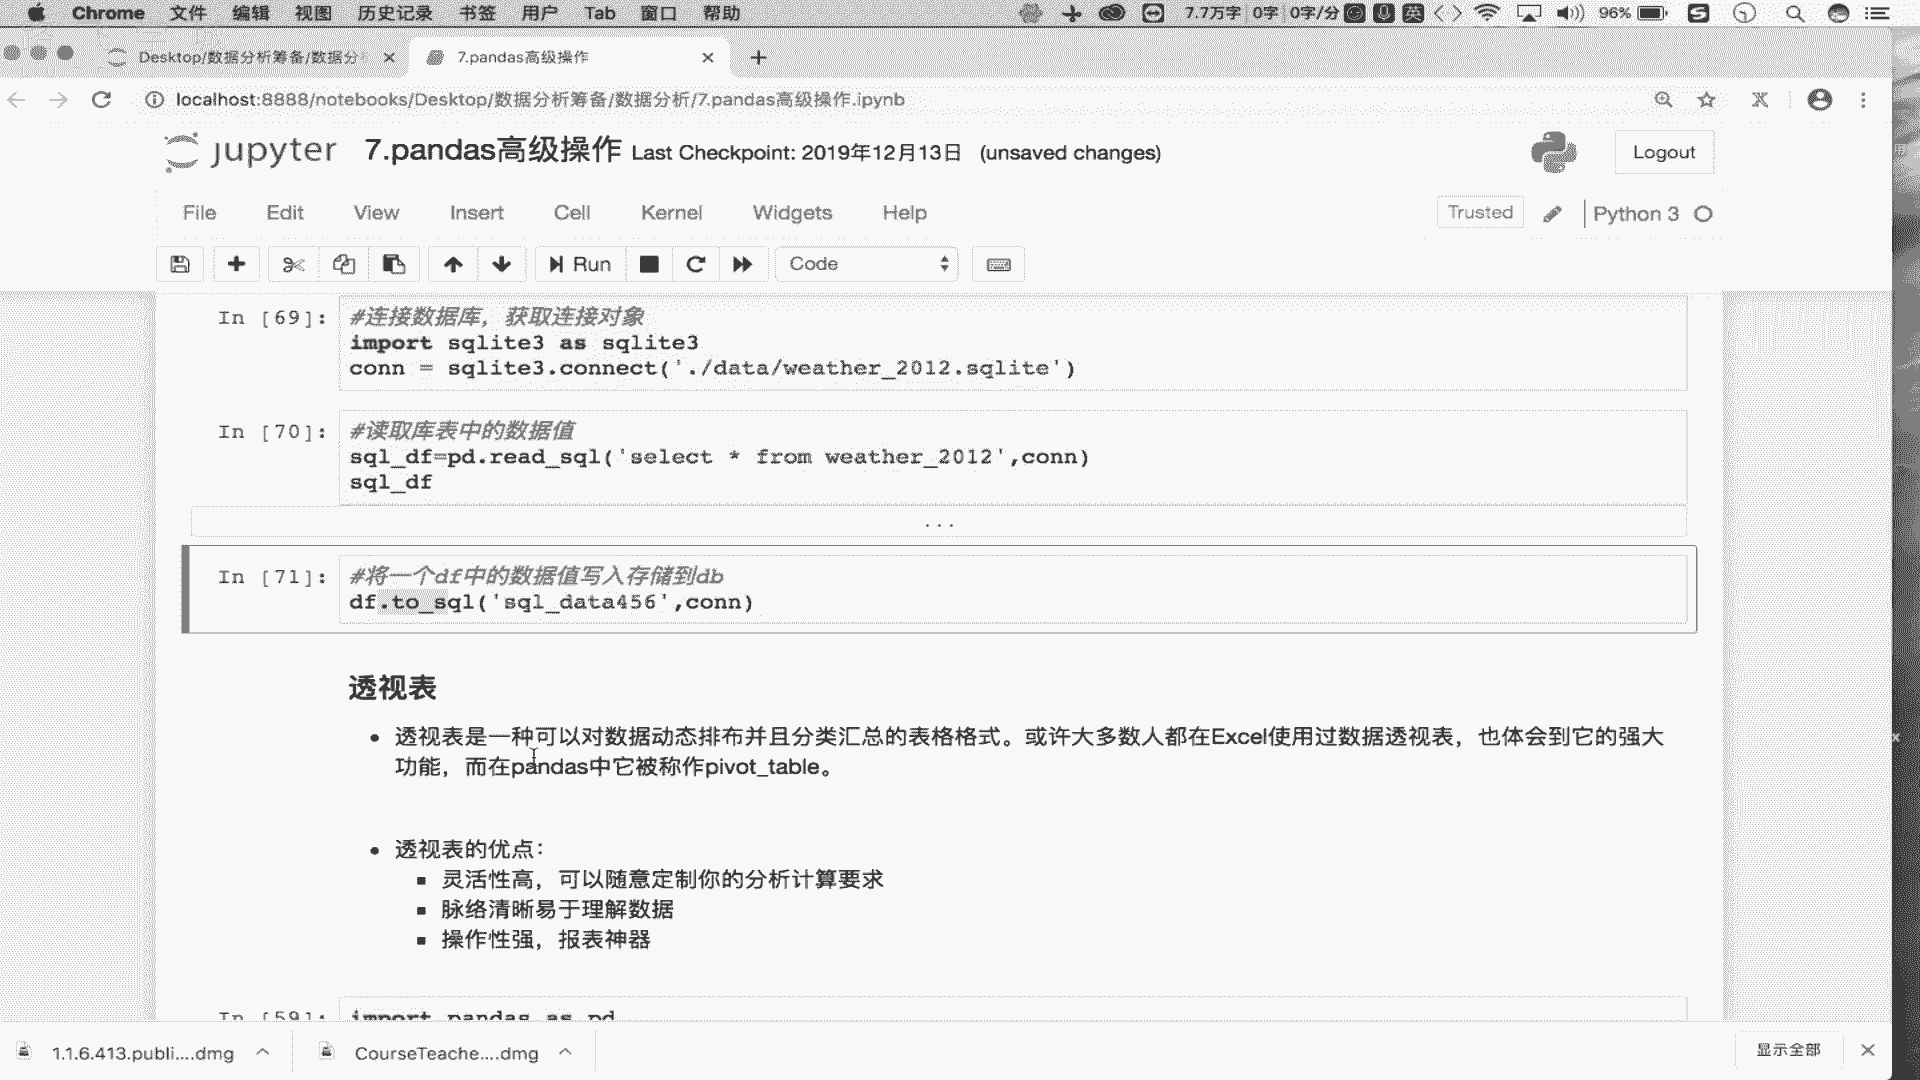 Chrome 文件 编辑 视图 历史记录 书签 用户 Tab 窗口 帮助 7.7万字 0字 0字/分 英 96%
Desktop/数据分析筹备/数据分 7.pandas高级操作
localhost:8888/notebooks/Desktop/数据分析筹备/数据分析/7.pandas高级操作.ipynb
jupyter 7.pandas高级操作 Last Checkpoint: 2019年12月13日 (unsaved changes) Logout
File Edit View Insert Cell Kernel Widgets Help Trusted Python 3
Run Code
In [69]: #连接数据库，获取连接对象
import sqlite3 as sqlite3
conn = sqlite3.connect('./data/weather_2012.sqlite')
In [70]: #读取库表中的数据值
sql_df=pd.read_sql('select * from weather_2012',conn)
sql_df
...
In [71]: #将一个df中的数据值写入存储到db
df.to_sql('sql_data456',conn)
透视表
• 透视表是一种可以对数据动态排布并且分类汇总的表格格式。或许大多数人都在Excel使用过数据透视表，也体会到它的强大
功能，而在pandas中它被称作pivot_table。
• 透视表的优点：
▪ 灵活性高，可以随意定制你的分析计算要求
▪ 脉络清晰易于理解数据
▪ 操作性强，报表神器
In [59]: import pandas as pd
1.1.6.413.publi....dmg CourseTeache....dmg 显示全部